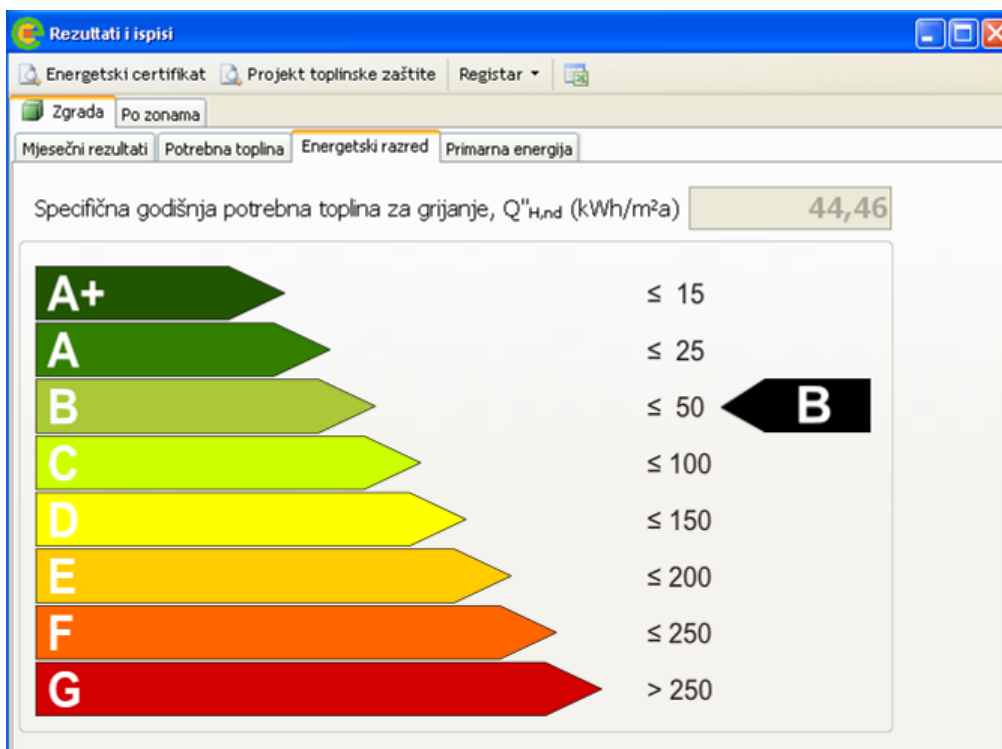 Rezultati i ispisi
Energetski certifikat Projekt toplinske zaštite Registar
Zgrada Po zonama
Mjesečni rezultati Potrebna toplina Energetski razred Primarna energija
Specifična godišnja potrebna toplina za grijanje, Q"H,nd (kWh/m²a) 44,46
A+ ≤ 15
A ≤ 25
B ≤ 50 B
C ≤ 100
D ≤ 150
E ≤ 200
F ≤ 250
G > 250